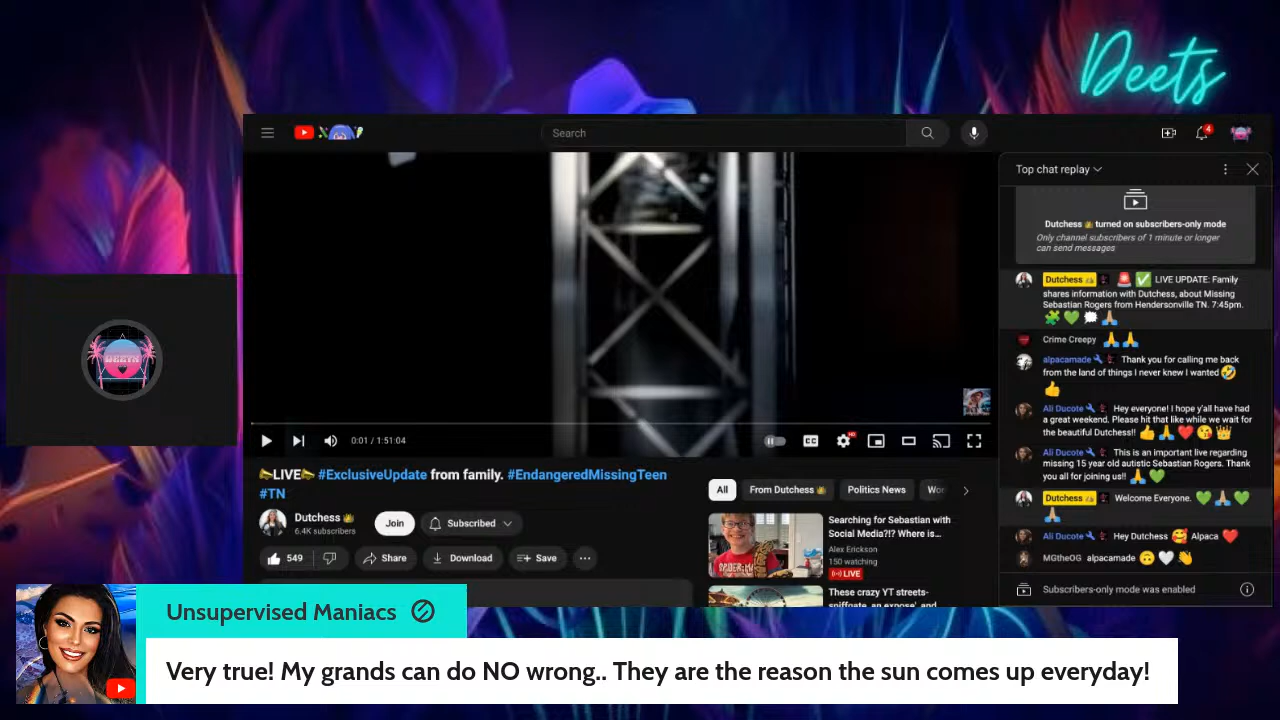 Deets
Search
4
Top chat replay
Dutchess 👑 turned on subscribers-only mode
Only channel subscribers of 1 minute or longer
can send messages
Dutchess 👑 🚨 ✅ LIVE UPDATE: Family
shares information with Dutchess, about Missing
Sebastian Rogers from Hendersonville TN. 7:45pm.
🧩 💚 💭 🙏
Crime Creepy 🙏🙏
alpacamade 🔧 Thank you for calling me back
from the land of things I never knew I wanted 🤣
👍
Ali Ducote 🔧 Hey everyone! I hope y'all have had
a great weekend. Please hit that like while we wait for
the beautiful Dutchess!! 👍 🙏 ❤️ 😘 👑
Ali Ducote 🔧 This is an important live regarding
missing 15 year old autistic Sebastian Rogers. Thank
you all for joining us!! 🙏 💚
Dutchess 👑 Welcome Everyone. 💚 🙏 💚
🙏
Ali Ducote 🔧 Hey Dutchess 🥰 Alpaca ❤️
MGtheOG alpacamade 🙃 🤍 👏
Subscribers-only mode was enabled
DEETS
0:01 / 1:51:04
CC
HD
📣LIVE📣 #ExclusiveUpdate from family. #EndangeredMissingTeen
#TN
Dutchess 👑
6.4K subscribers
Join
Subscribed
549
Share
Download
Save
All
From Dutchess 👑
Politics News
Wor
Searching for Sebastian with
Social Media?!? Where is...
Alex Erickson
150 watching
LIVE
These crazy YT streets-
sniffgate, an expose', and
Unsupervised Maniacs
Very true! My grands can do NO wrong.. They are the reason the sun comes up everyday!